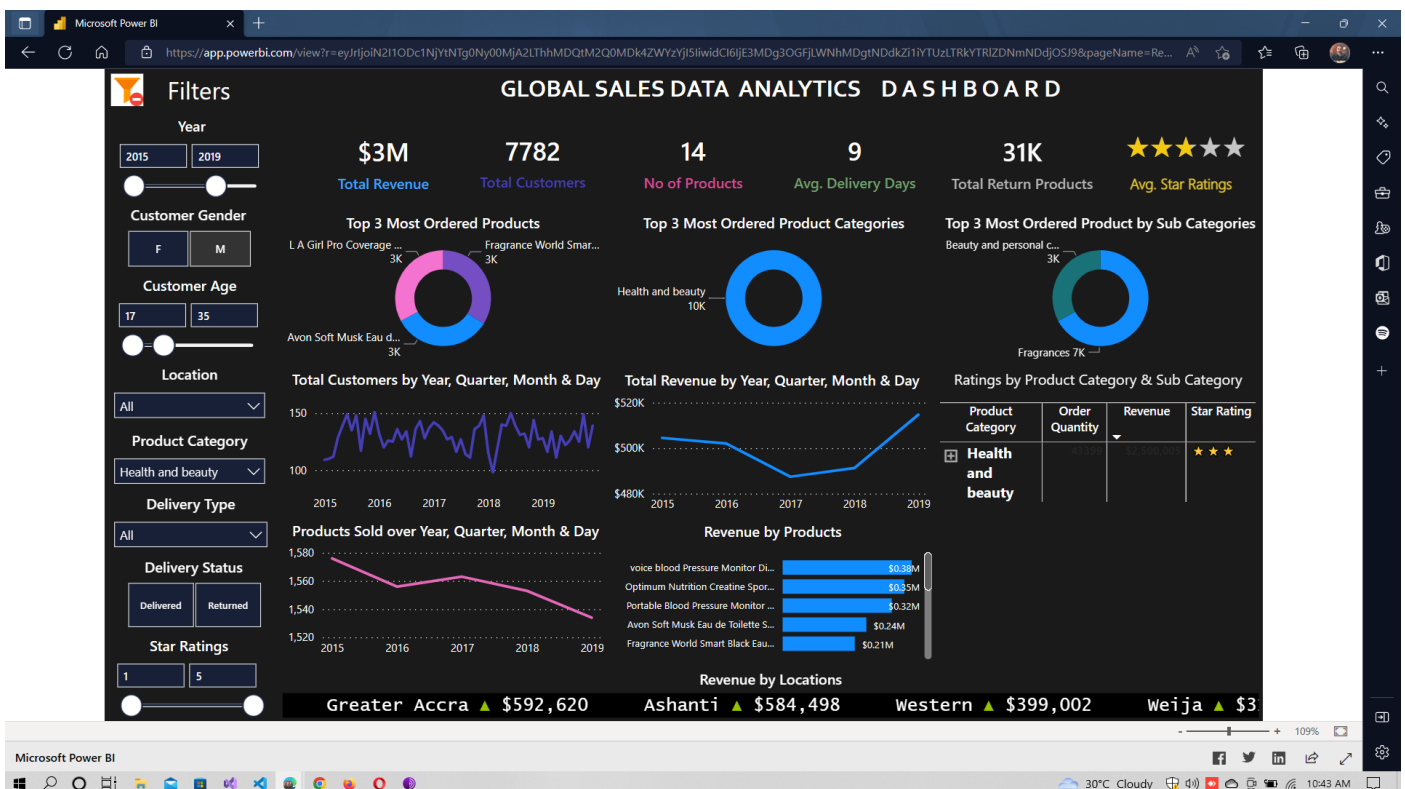 Microsoft Power BI
https://app.powerbi.com/view?r=eyJrIjoiN2I1ODc1NjYtNTg0Ny00MjA2LThhMDQtM2Q0MDk4ZWYzYjI5IiwidCI6IjE3MDg3OGFjLWNhMDgtNDdkZi1iYTUzLTRkYTRlZDNmNDdjOSJ9&pageName=Re...
Filters
GLOBAL SALES DATA ANALYTICS DASHBOARD
Year
2015 2019
$3M 7782 14 9 31K
Total Revenue Total Customers No of Products Avg. Delivery Days Total Return Products Avg. Star Ratings
Customer Gender
F M
Customer Age
17 35
Location
All
Product Category
Health and beauty
Delivery Type
All
Delivery Status
Delivered Returned
Star Ratings
1 5
Top 3 Most Ordered Products
L A Girl Pro Coverage ...
3K
Fragrance World Smar...
3K
Avon Soft Musk Eau d...
3K
Top 3 Most Ordered Product Categories
Health and beauty
10K
Top 3 Most Ordered Product by Sub Categories
Beauty and personal c...
3K
Fragrances 7K
Total Customers by Year, Quarter, Month & Day
150
100
2015 2016 2017 2018 2019
Total Revenue by Year, Quarter, Month & Day
$520K
$500K
$480K
2015 2016 2017 2018 2019
Ratings by Product Category & Sub Category
Product Category Order Quantity Revenue Star Rating
Health and beauty 43399 $2,500,805
Products Sold over Year, Quarter, Month & Day
1,580
1,560
1,540
1,520
2015 2016 2017 2018 2019
Revenue by Products
voice blood Pressure Monitor Di... $0.38M
Optimum Nutrition Creatine Spor... $0.35M
Portable Blood Pressure Monitor ... $0.32M
Avon Soft Musk Eau de Toilette S... $0.24M
Fragrance World Smart Black Eau... $0.21M
Revenue by Locations
Greater Accra ▲ $592,620 Ashanti ▲ $584,498 Western ▲ $399,002 Weija ▲ $3
- + 109%
Microsoft Power BI
30°C Cloudy 10:43 AM